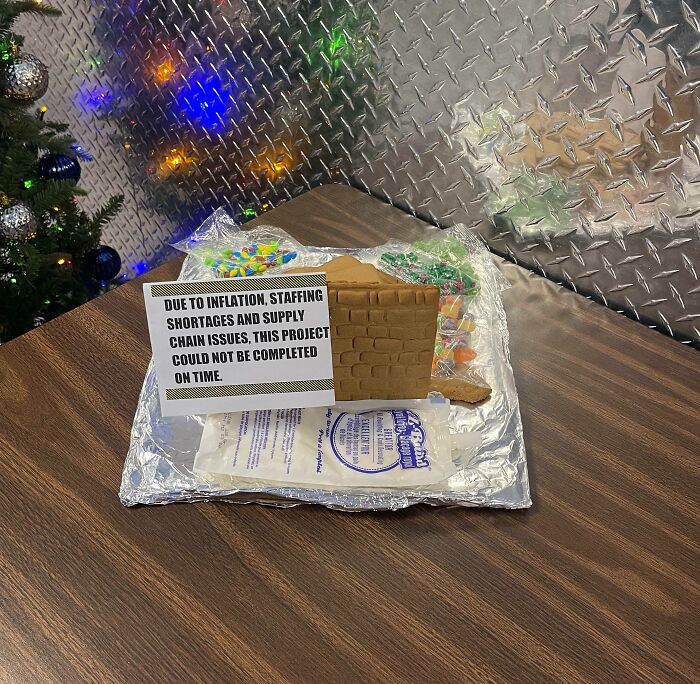 DUE TO INFLATION, STAFFING
SHORTAGES AND SUPPLY
CHAIN ISSUES, THIS PROJECT
COULD NOT BE COMPLETED
ON TIME.